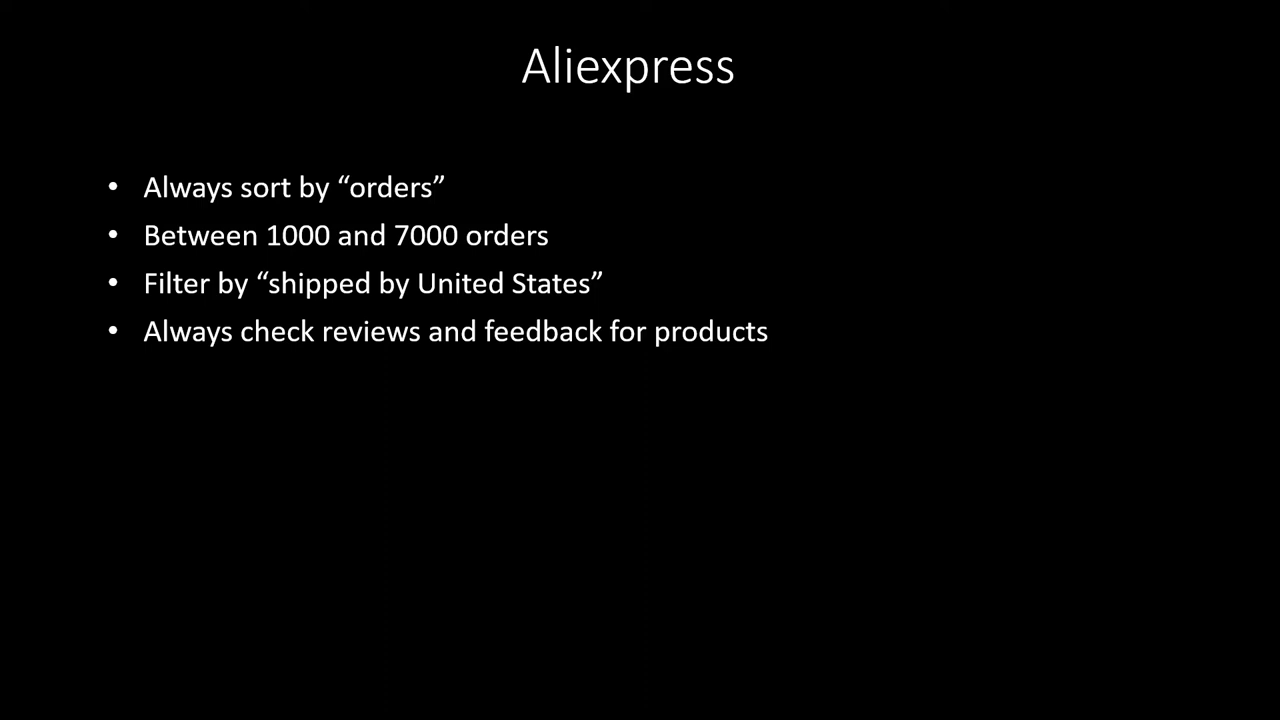 Aliexpress
• Always sort by “orders”
• Between 1000 and 7000 orders
• Filter by “shipped by United States”
• Always check reviews and feedback for products